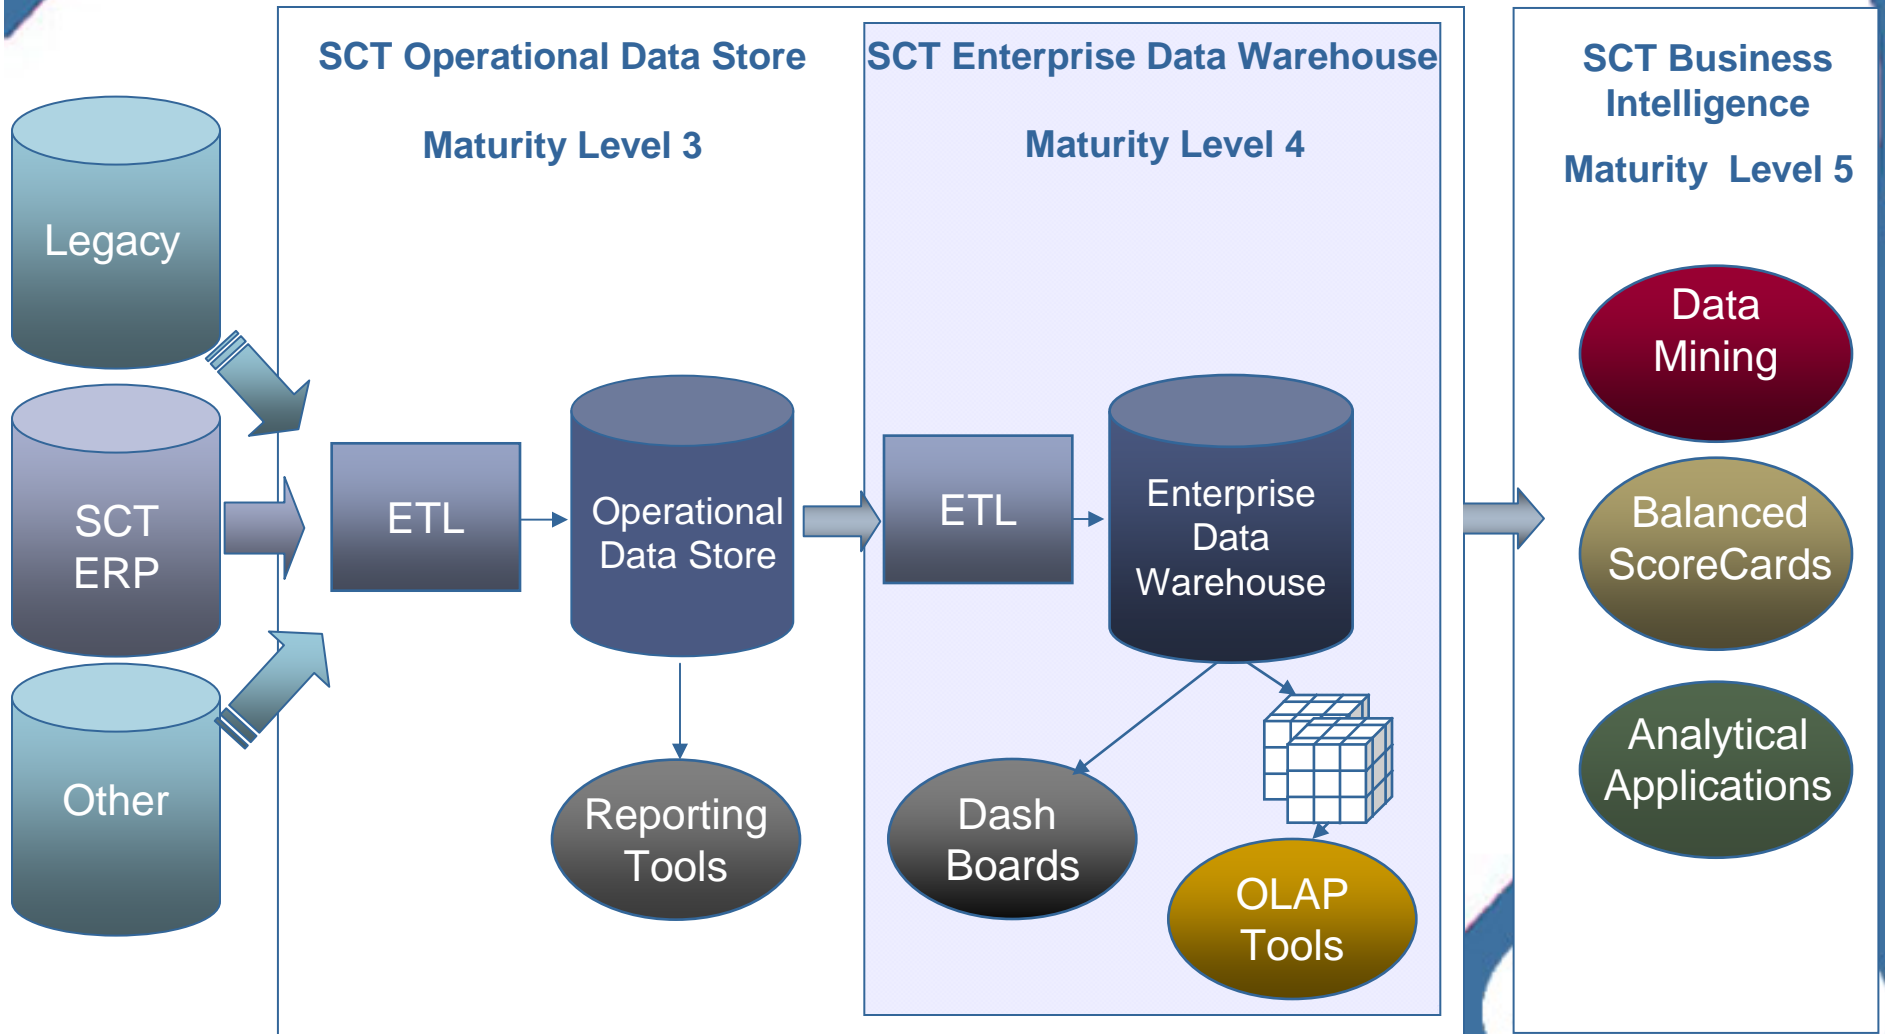 SCT Operational Data Store
Maturity Level 3
SCT Enterprise Data Warehouse
Maturity Level 4
SCT Business
Intelligence
Maturity Level 5
Legacy
SCT
ERP
Other
ETL
Operational
Data Store
Reporting
Tools
ETL
Enterprise
Data
Warehouse
Dash
Boards
OLAP
Tools
Data
Mining
Balanced
ScoreCards
Analytical
Applications